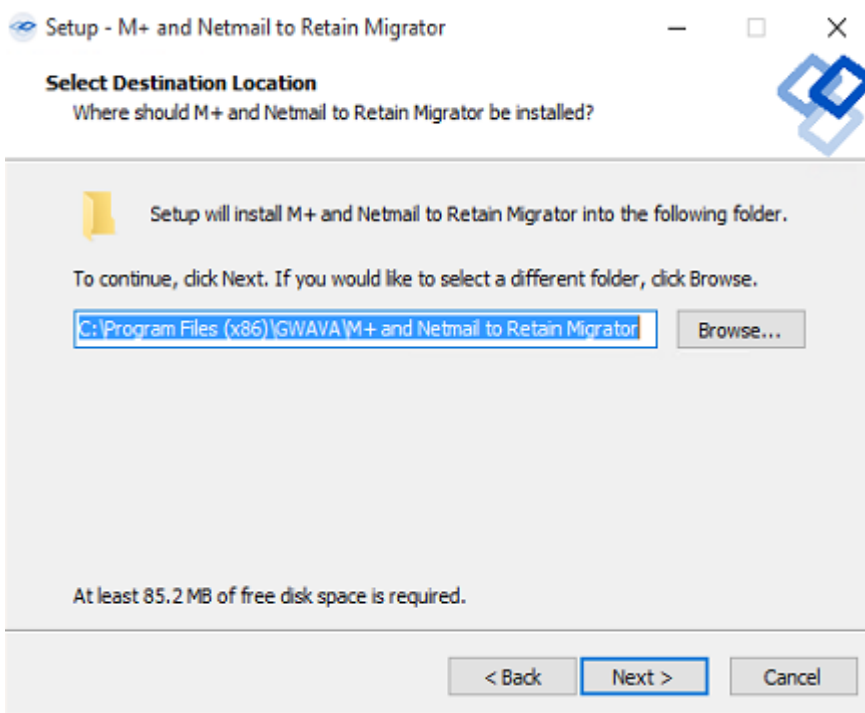 Setup - M+ and Netmail to Retain Migrator
Select Destination Location
Where should M+ and Netmail to Retain Migrator be installed?
Setup will install M+ and Netmail to Retain Migrator into the following folder.
To continue, click Next. If you would like to select a different folder, click Browse.
C:\Program Files (x86)\GWAVA\M+ and Netmail to Retain Migrator
Browse...
At least 85.2 MB of free disk space is required.
< Back
Next >
Cancel